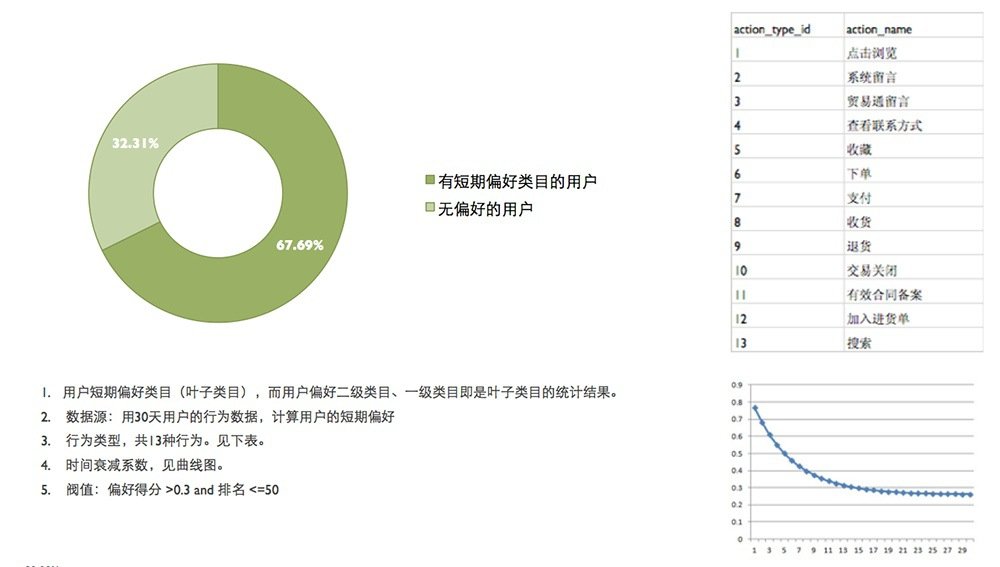 32.31%
67.69%
有短期偏好类目的用户
无偏好的用户
action_type_id action_name
1 点击浏览
2 系统留言
3 贸易通留言
4 查看联系方式
5 收藏
6 下单
7 支付
8 收货
9 退货
10 交易关闭
11 有效合同备案
12 加入进货单
13 搜索
1. 用户短期偏好类目（叶子类目），而用户偏好二级类目、一级类目即是叶子类目的统计结果。
2. 数据源：用30天用户的行为数据，计算用户的短期偏好
3. 行为类型，共13种行为。见下表。
4. 时间衰减系数，见曲线图。
5. 阀值：偏好得分 >0.3 and 排名 <=50
0.9
0.8
0.7
0.6
0.5
0.4
0.3
0.2
0.1
0
1 3 5 7 9 11 13 15 17 19 21 23 25 27 29